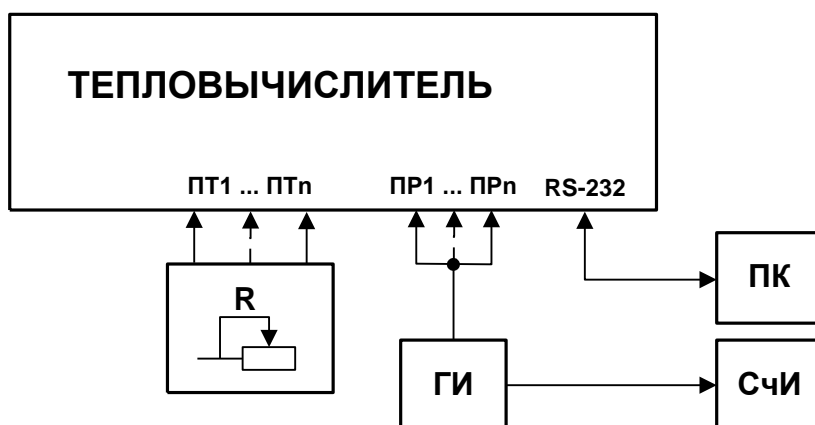 ТЕПЛОВЫЧИСЛИТЕЛЬ
ПТ1 ... ПТn ПР1 ... ПРn RS-232
ПК
R
ГИ СчИ